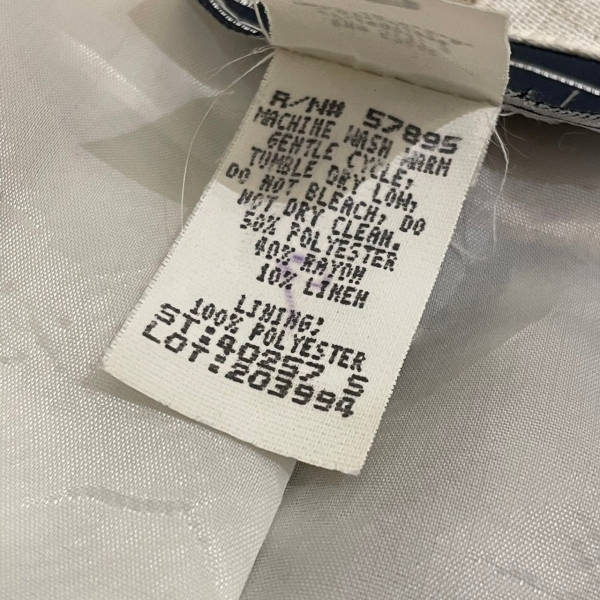 R/N# 57895
MACHINE WASH WARM
GENTLE CYCLE,
TUMBLE DRY LOW,
DO NOT BLEACH, DO
NOT DRY CLEAN.
50% POLYESTER
40% RAYON
10% LINEN
LINING:
100% POLYESTER
ST:40257 S
LOT:203994